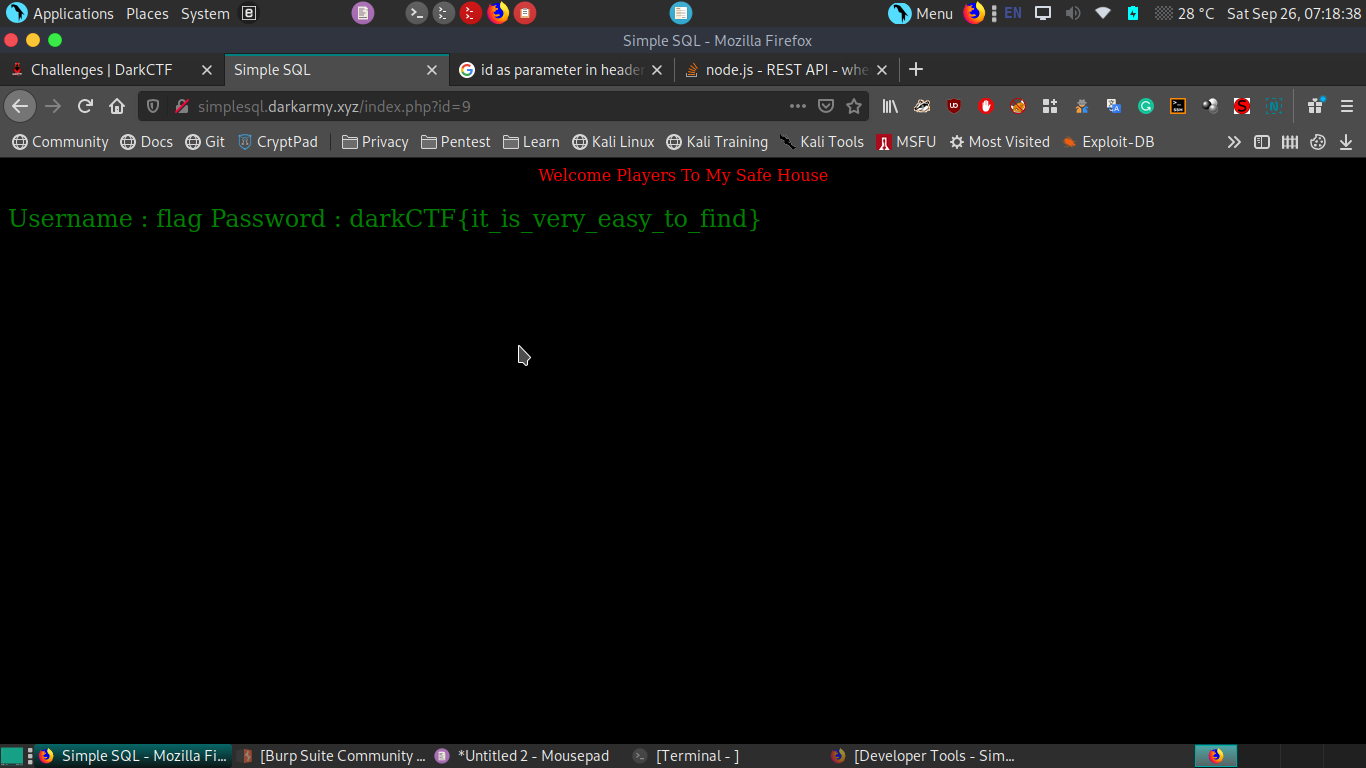 Applications Places System Menu EN 28 °C Sat Sep 26, 07:18:38
Simple SQL - Mozilla Firefox
Challenges | DarkCTF Simple SQL id as parameter in heade node.js - REST API - whe
simplesql.darkarmy.xyz/index.php?id=9
Community Docs Git CryptPad Privacy Pentest Learn Kali Linux Kali Training Kali Tools MSFU Most Visited Exploit-DB
Welcome Players To My Safe House
Username : flag Password : darkCTF{it_is_very_easy_to_find}
Simple SQL - Mozilla Fi... [Burp Suite Community ... *Untitled 2 - Mousepad [Terminal - ] [Developer Tools - Sim...